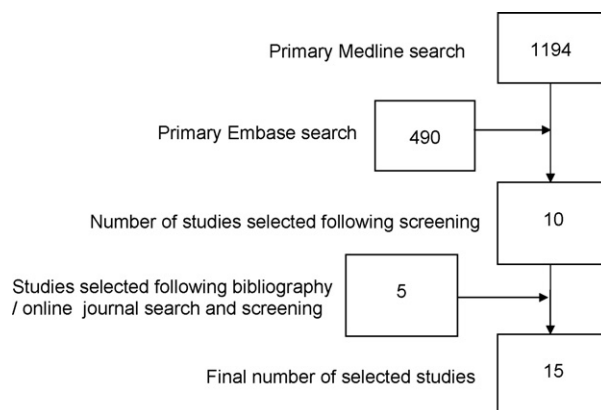 Primary Medline search
1194
Primary Embase search
490
Number of studies selected following screening
10
Studies selected following bibliography
/ online journal search and screening
5
Final number of selected studies
15